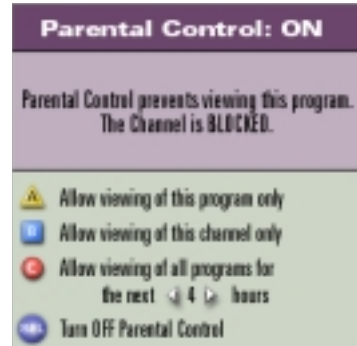 Parental Control: ON
Parental Control prevents viewing this program.
The Channel is BLOCKED.
A Allow viewing of this program only
B Allow viewing of this channel only
C Allow viewing of all programs for
the next 4 hours
SEL Turn OFF Parental Control